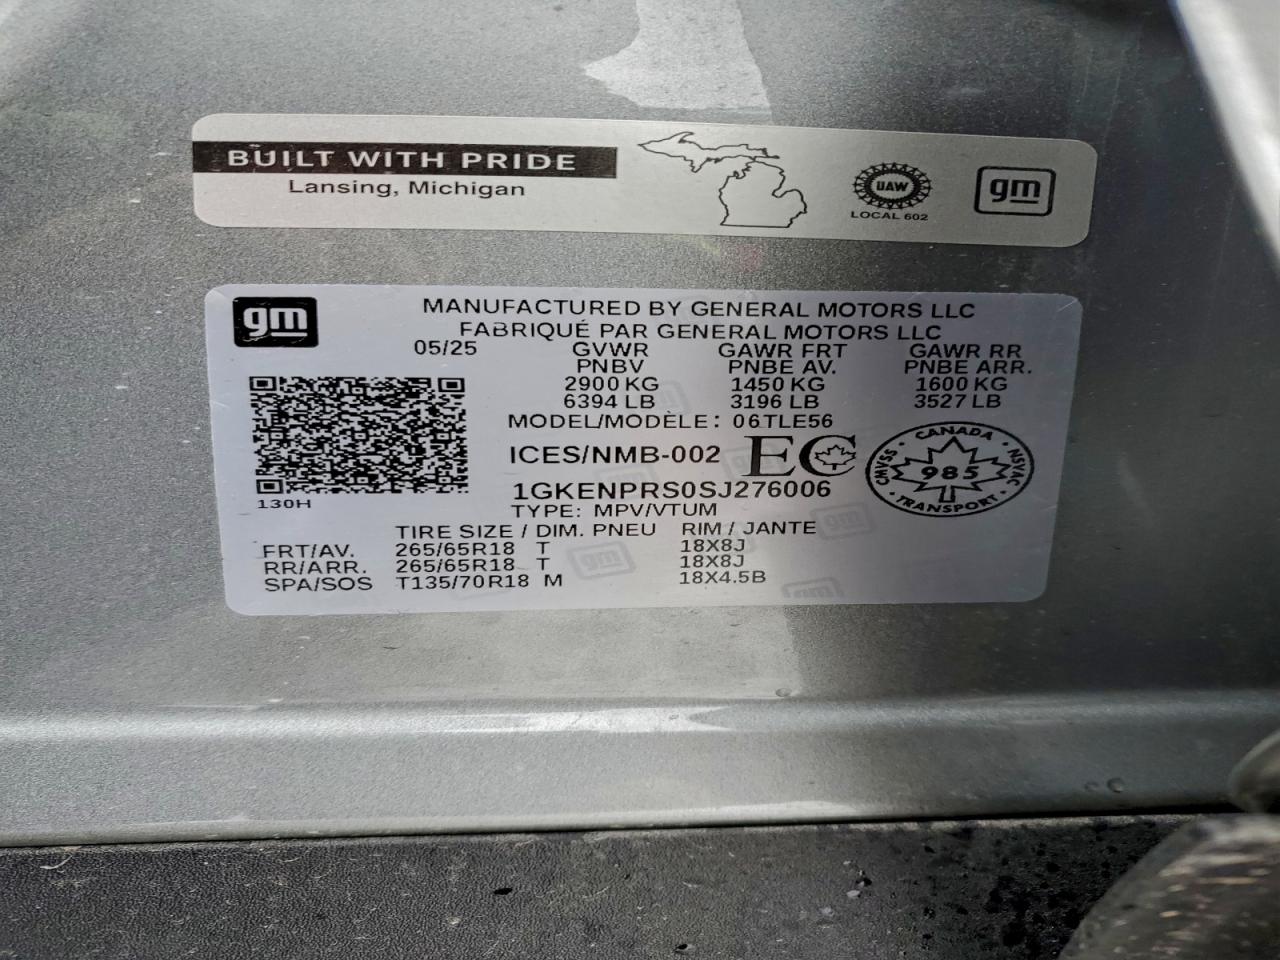 BUILT WITH PRIDE
Lansing, Michigan
UAW
LOCAL 602
gm
gm
MANUFACTURED BY GENERAL MOTORS LLC
FABRIQUÉ PAR GENERAL MOTORS LLC
05/25 GVWR GAWR FRT GAWR RR
PNBV PNBE AV. PNBE ARR.
2900 KG 1450 KG 1600 KG
6394 LB 3196 LB 3527 LB
MODEL/MODÈLE: 06TLE56
ICES/NMB-002 EC
CANADA
CMVSS 985 NSVAC
TRANSPORT
130H
1GKENPRS0SJ276006
TYPE: MPV/VTUM
TIRE SIZE / DIM. PNEU RIM / JANTE
FRT/AV. 265/65R18 T 18X8J
RR/ARR. 265/65R18 T 18X8J
SPA/SOS T135/70R18 M 18X4.5B